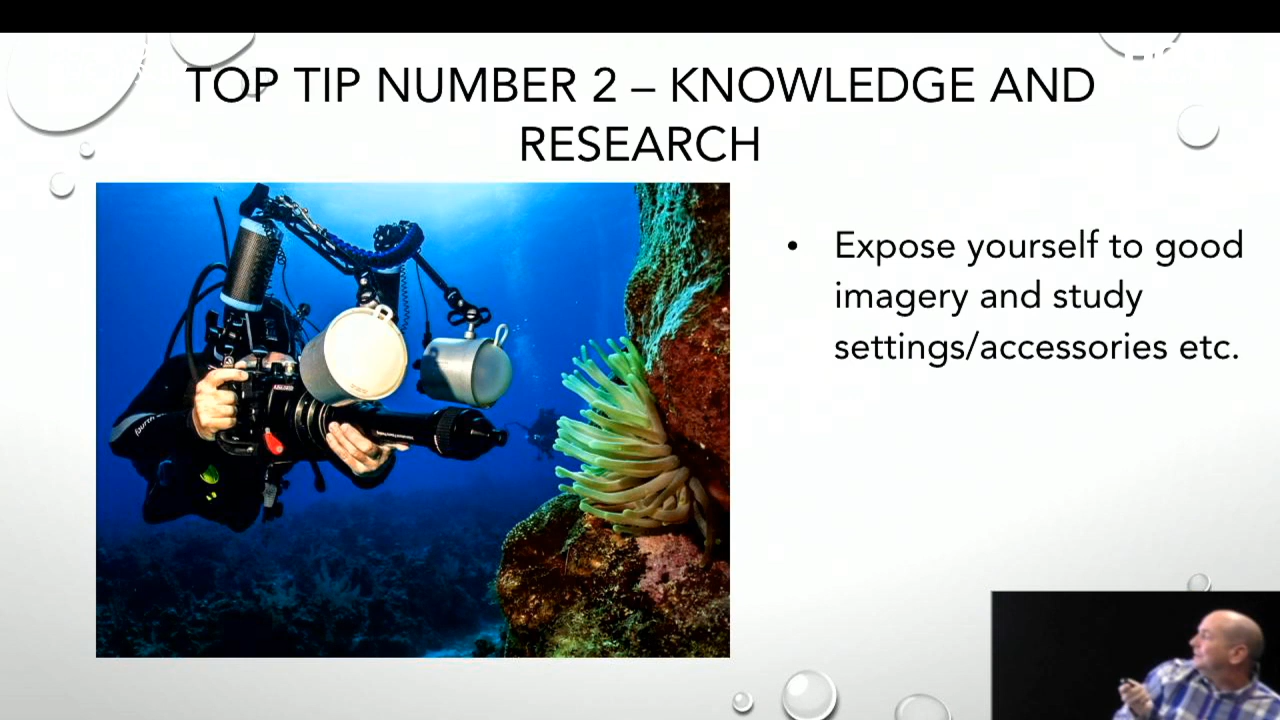 TOP TIP NUMBER 2 – KNOWLEDGE AND
RESEARCH
• Expose yourself to good
imagery and study
settings/accessories etc.